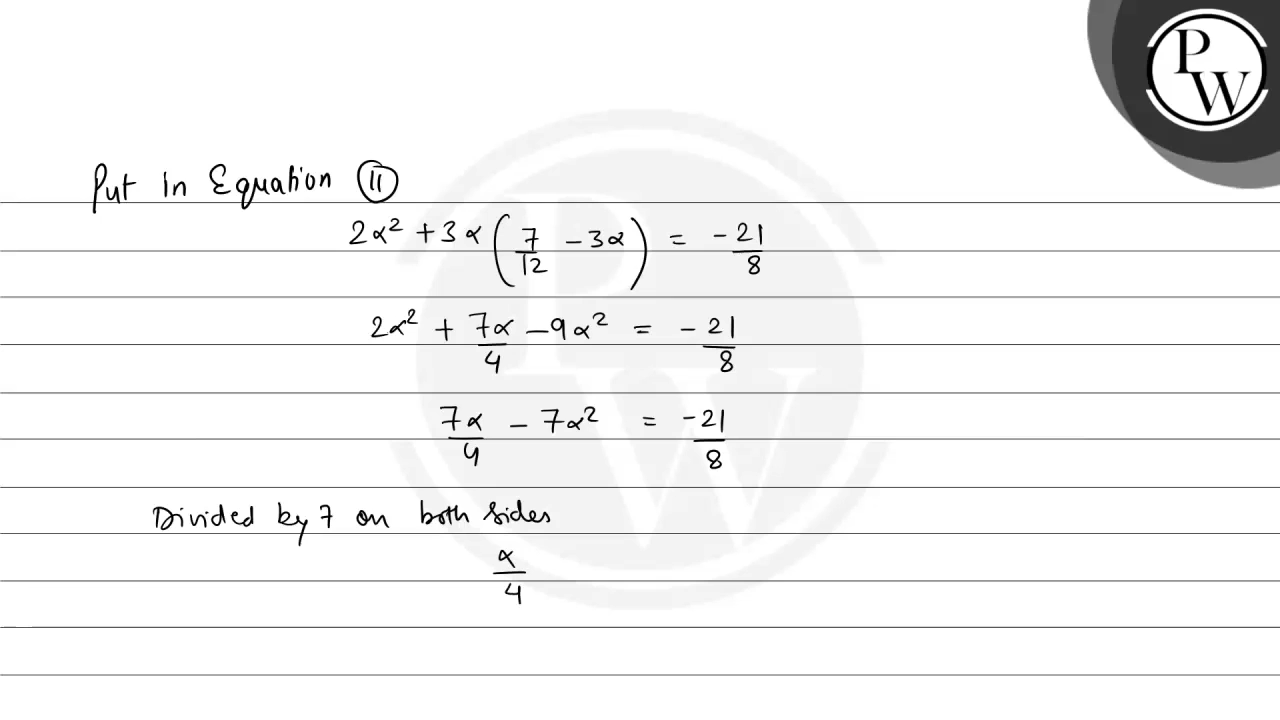 PW
Put in Equation (II)
2α² + 3α (7/12 - 3α) = -21/8
2α² + 7α/4 - 9α² = -21/8
7α/4 - 7α² = -21/8
Divided by 7 on both sides
α/4